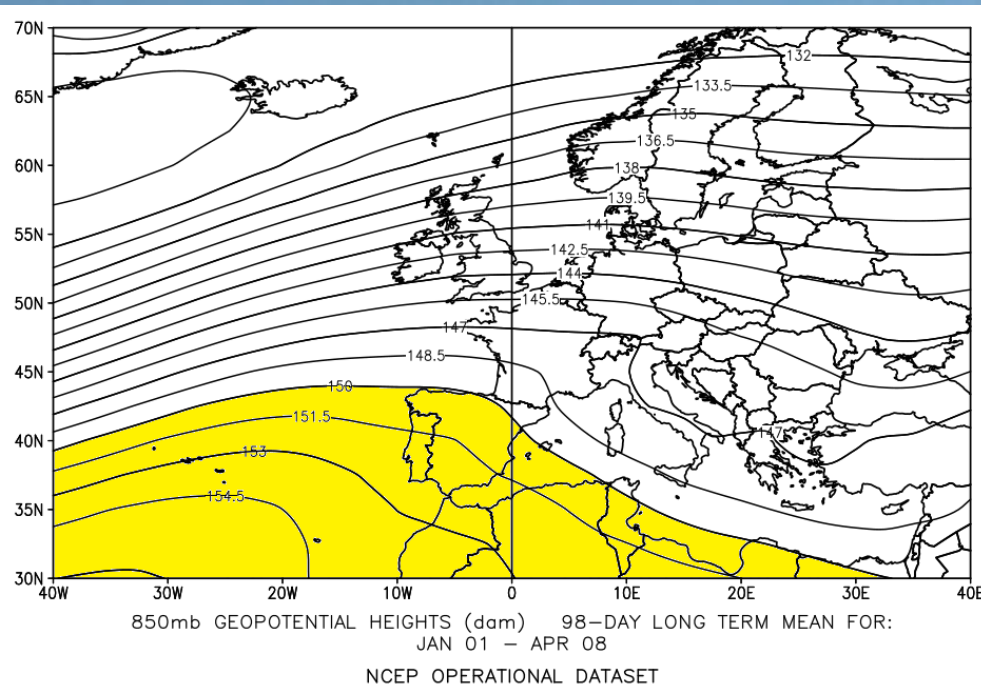 70N
65N
60N
55N
50N
45N
40N
35N
30N
132
133.5
135
136.5
138
139.5
141
142.5
144
145.5
147
148.5
150
151.5
153
154.5
147
40W 30W 20W 10W 0 10E 20E 30E 40E
850mb GEOPOTENTIAL HEIGHTS (dam) 98-DAY LONG TERM MEAN FOR:
JAN 01 - APR 08
NCEP OPERATIONAL DATASET